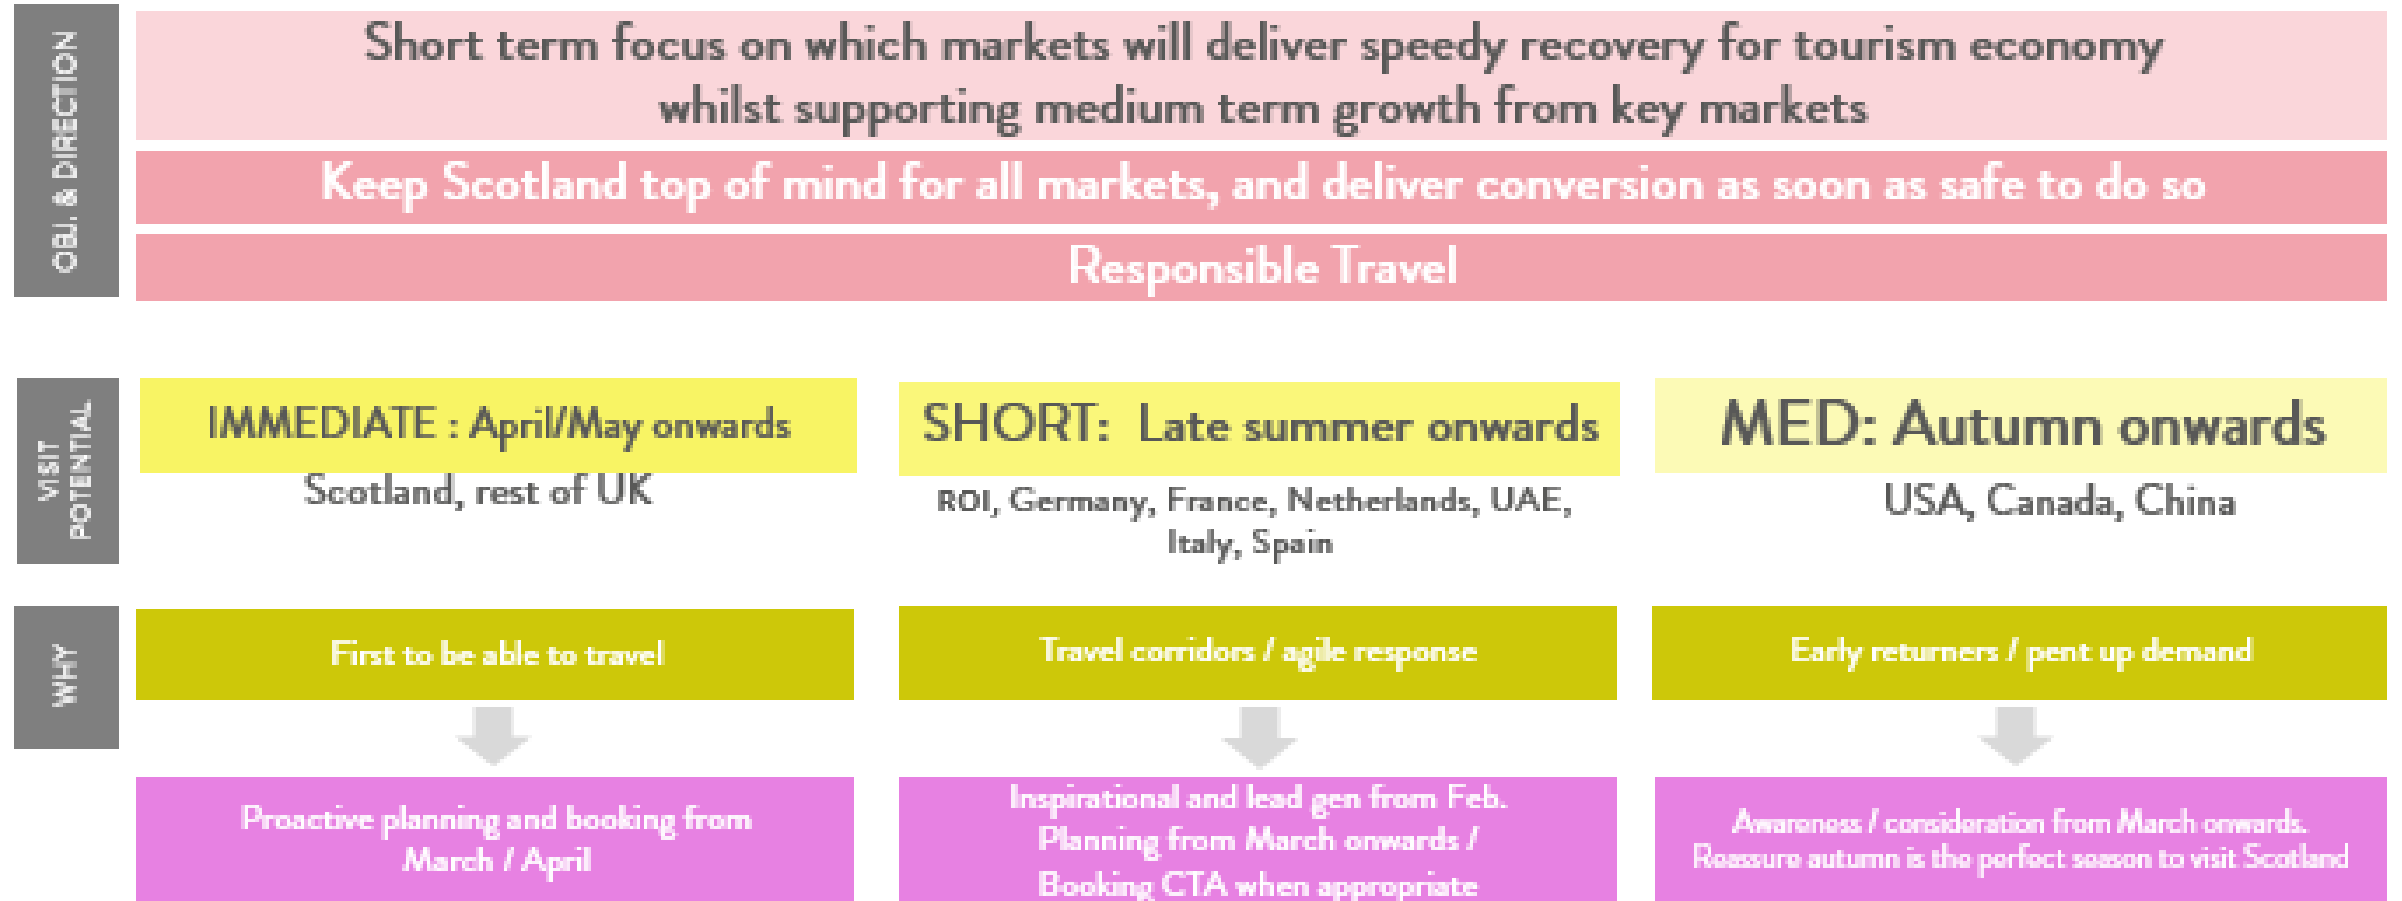 OBJ. & DIRECTION
Short term focus on which markets will deliver speedy recovery for tourism economy
whilst supporting medium term growth from key markets
Keep Scotland top of mind for all markets, and deliver conversion as soon as safe to do so
Responsible Travel
VISIT
POTENTIAL
IMMEDIATE : April/May onwards
Scotland, rest of UK
SHORT: Late summer onwards
ROI, Germany, France, Netherlands, UAE,
Italy, Spain
MED: Autumn onwards
USA, Canada, China
WHY
First to be able to travel
Travel corridors / agile response
Early returners / pent up demand
Proactive planning and booking from
March / April
Inspirational and lead gen from Feb.
Planning from March onwards /
Booking CTA when appropriate
Awareness / consideration from March onwards.
Reassure autumn is the perfect season to visit Scotland